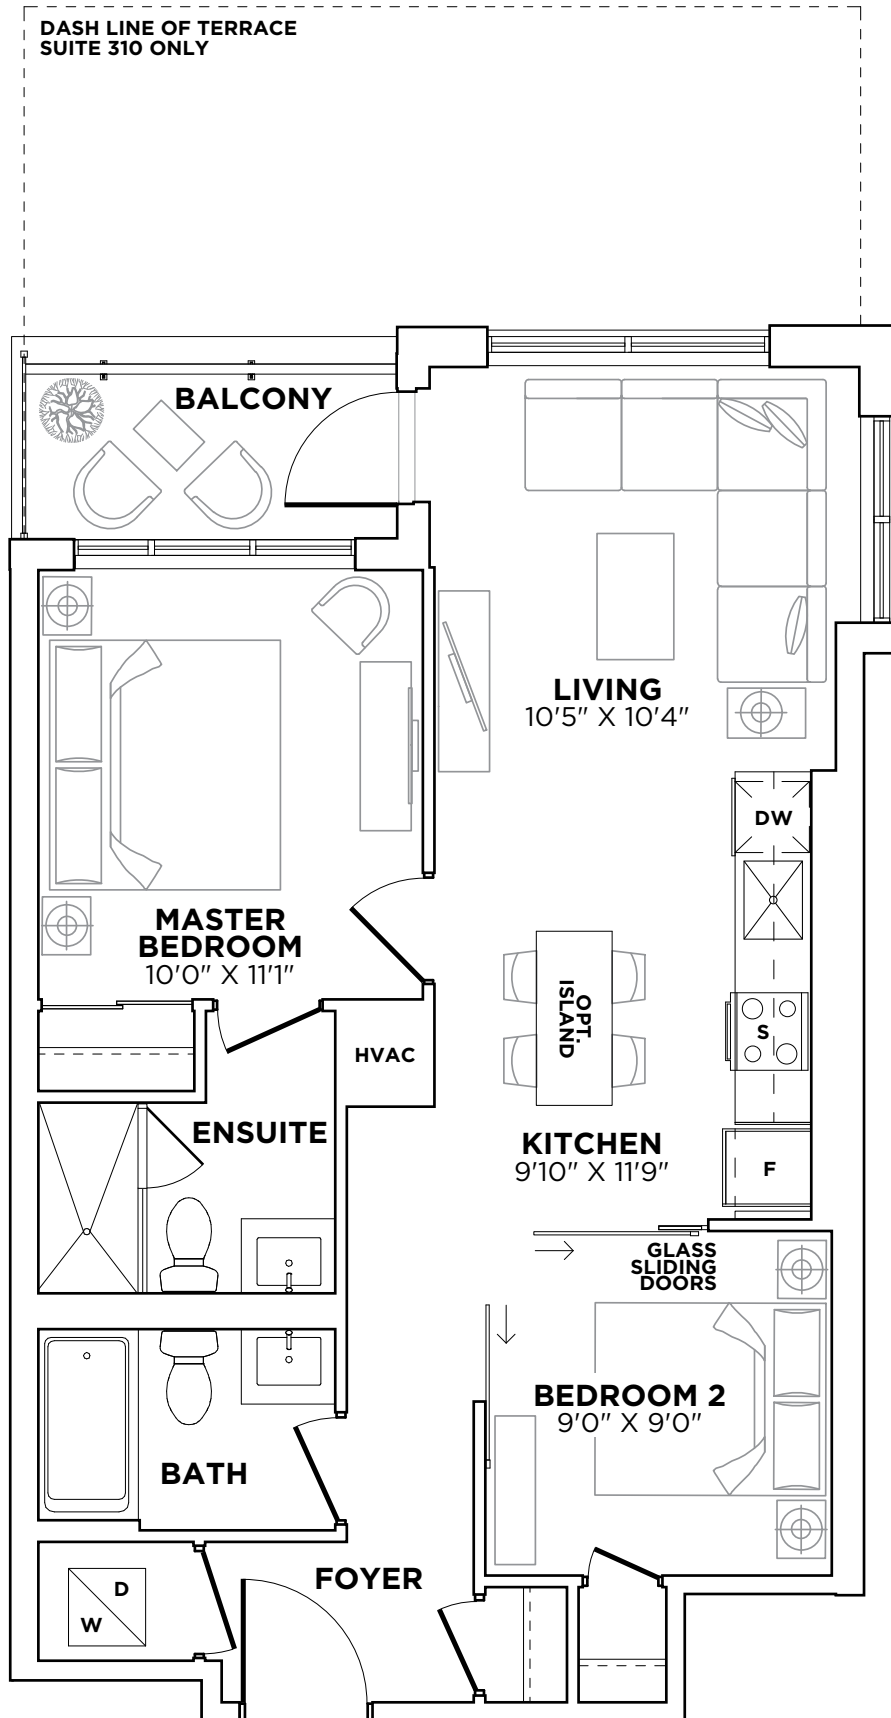 DASH LINE OF TERRACE
SUITE 310 ONLY
BALCONY
LIVING
10'5" X 10'4"
DW
MASTER
BEDROOM
10'0" X 11'1"
OPT.
ISLAND
S
HVAC
ENSUITE
KITCHEN
9'10" X 11'9"
F
GLASS
SLIDING
DOORS
BEDROOM 2
9'0" X 9'0"
BATH
FOYER
D
W